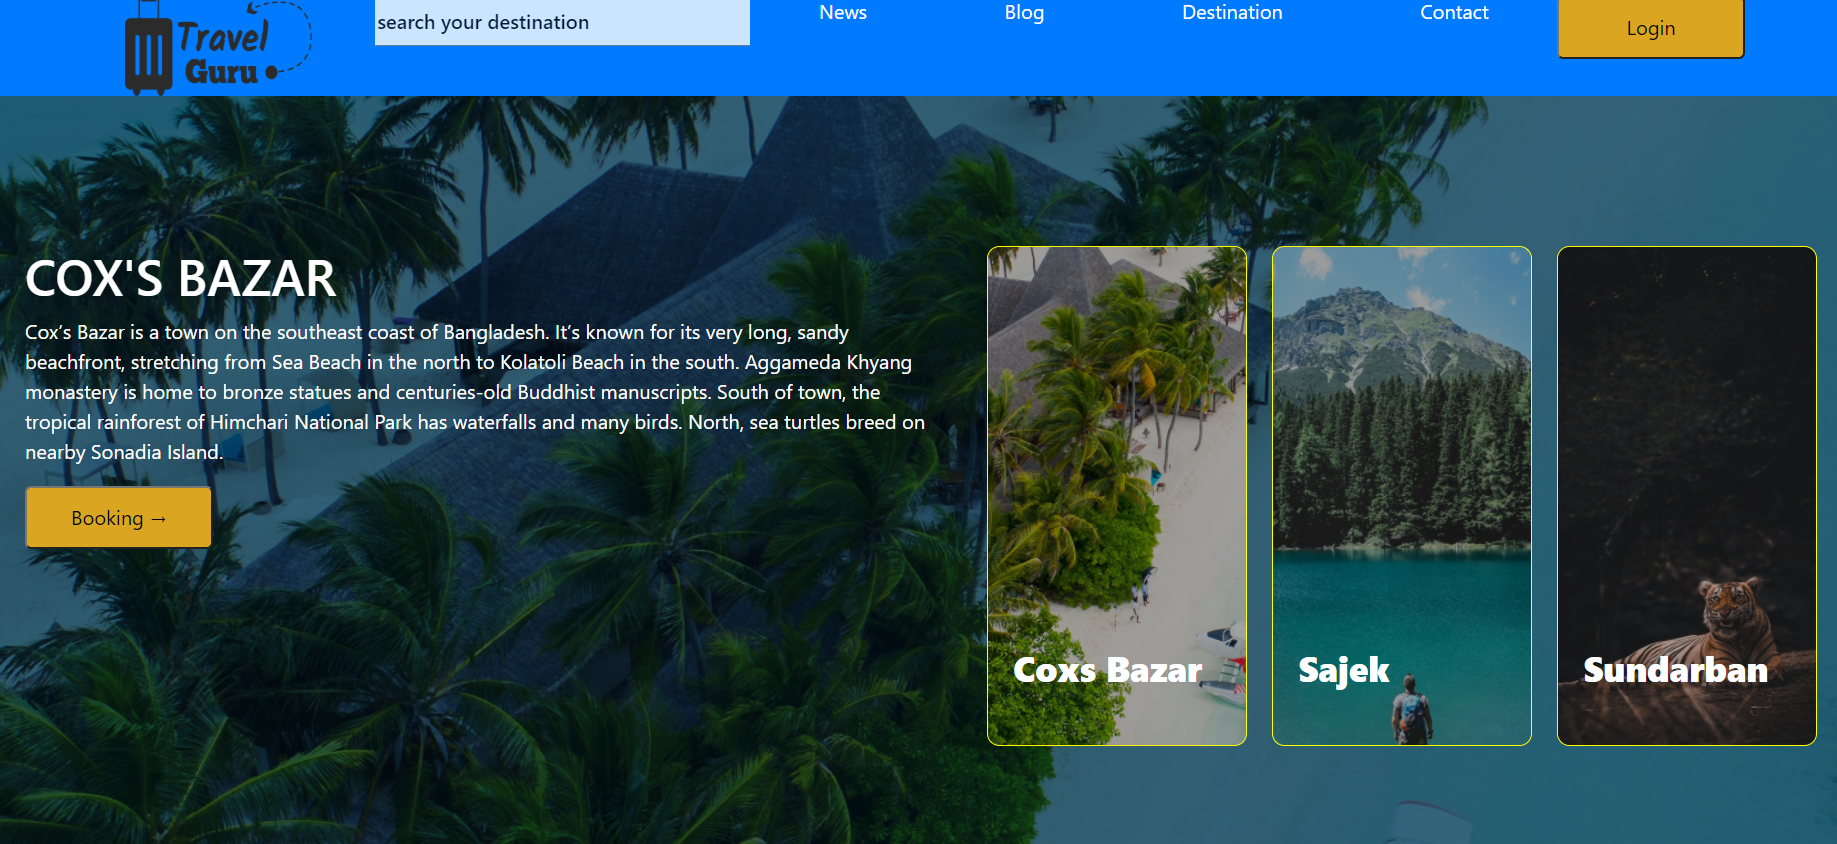 Travel
Guru
search your destination
News
Blog
Destination
Contact
Login
COX'S BAZAR
Cox’s Bazar is a town on the southeast coast of Bangladesh. It’s known for its very long, sandy
beachfront, stretching from Sea Beach in the north to Kolatoli Beach in the south. Aggameda Khyang
monastery is home to bronze statues and centuries-old Buddhist manuscripts. South of town, the
tropical rainforest of Himchari National Park has waterfalls and many birds. North, sea turtles breed on
nearby Sonadia Island.
Booking →
Coxs Bazar
Sajek
Sundarban